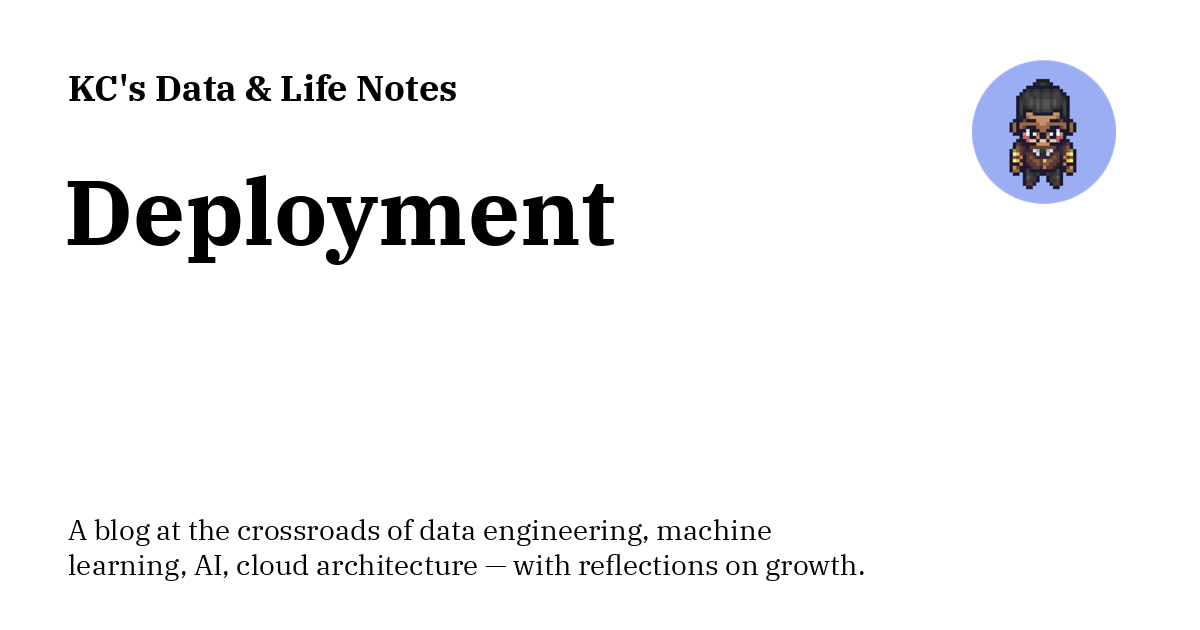 KC's Data & Life Notes
Deployment
A blog at the crossroads of data engineering, machine
learning, AI, cloud architecture — with reflections on growth.